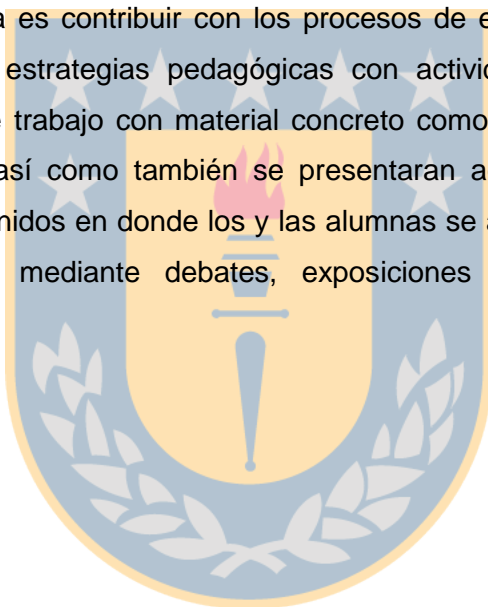 a es contribuir con los procesos de e
estrategias pedagógicas con activid
e trabajo con material concreto como
así como también se presentaran a
nidos en donde los y las alumnas se a
mediante debates, exposiciones